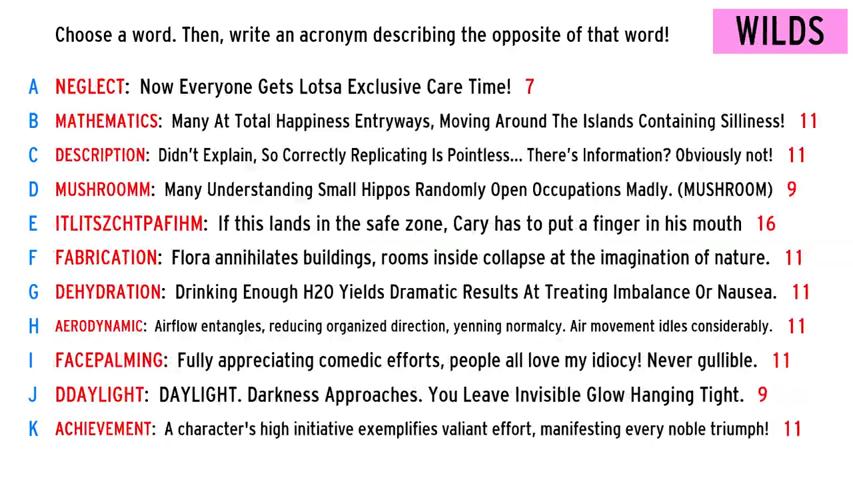 Choose a word. Then, write an acronym describing the opposite of that word!
WILDS
A NEGLECT: Now Everyone Gets Lotsa Exclusive Care Time! 7
B MATHEMATICS: Many At Total Happiness Entryways, Moving Around The Islands Containing Silliness! 11
C DESCRIPTION: Didn't Explain, So Correctly Replicating Is Pointless... There's Information? Obviously not! 11
D MUSHROOMM: Many Understanding Small Hippos Randomly Open Occupations Madly. (MUSHROOM) 9
E ITLITSZCHTPAFIHM: If this lands in the safe zone, Cary has to put a finger in his mouth 16
F FABRICATION: Flora annihilates buildings, rooms inside collapse at the imagination of nature. 11
G DEHYDRATION: Drinking Enough H20 Yields Dramatic Results At Treating Imbalance Or Nausea. 11
H AERODYNAMIC: Airflow entangles, reducing organized direction, yenning normalcy. Air movement idles considerably. 11
I FACEPALMING: Fully appreciating comedic efforts, people all love my idiocy! Never gullible. 11
J DDAYLIGHT: DAYLIGHT. Darkness Approaches. You Leave Invisible Glow Hanging Tight. 9
K ACHIEVEMENT: A character's high initiative exemplifies valiant effort, manifesting every noble triumph! 11